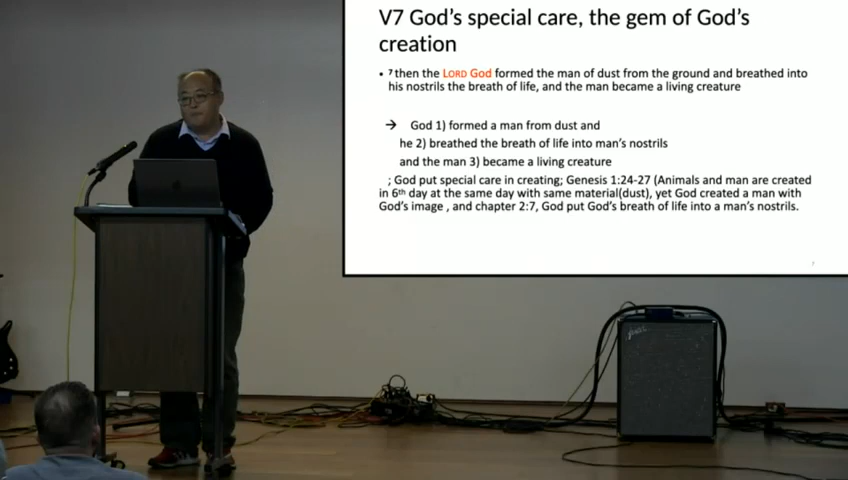 V7 God's special care, the gem of God's
creation
• 7 then the LORD God formed the man of dust from the ground and breathed into
his nostrils the breath of life, and the man became a living creature
→ God 1) formed a man from dust and
he 2) breathed the breath of life into man's nostrils
and the man 3) became a living creature
; God put special care in creating; Genesis 1:24-27 (Animals and man are created
in 6th day at the same day with same material(dust), yet God created a man with
God's image , and chapter 2:7, God put God's breath of life into a man's nostrils.